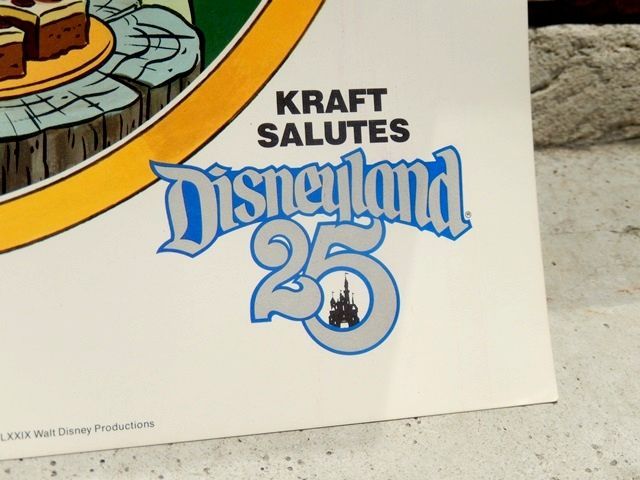 KRAFT
SALUTES
Disneyland®
25
LXXIX Walt Disney Productions